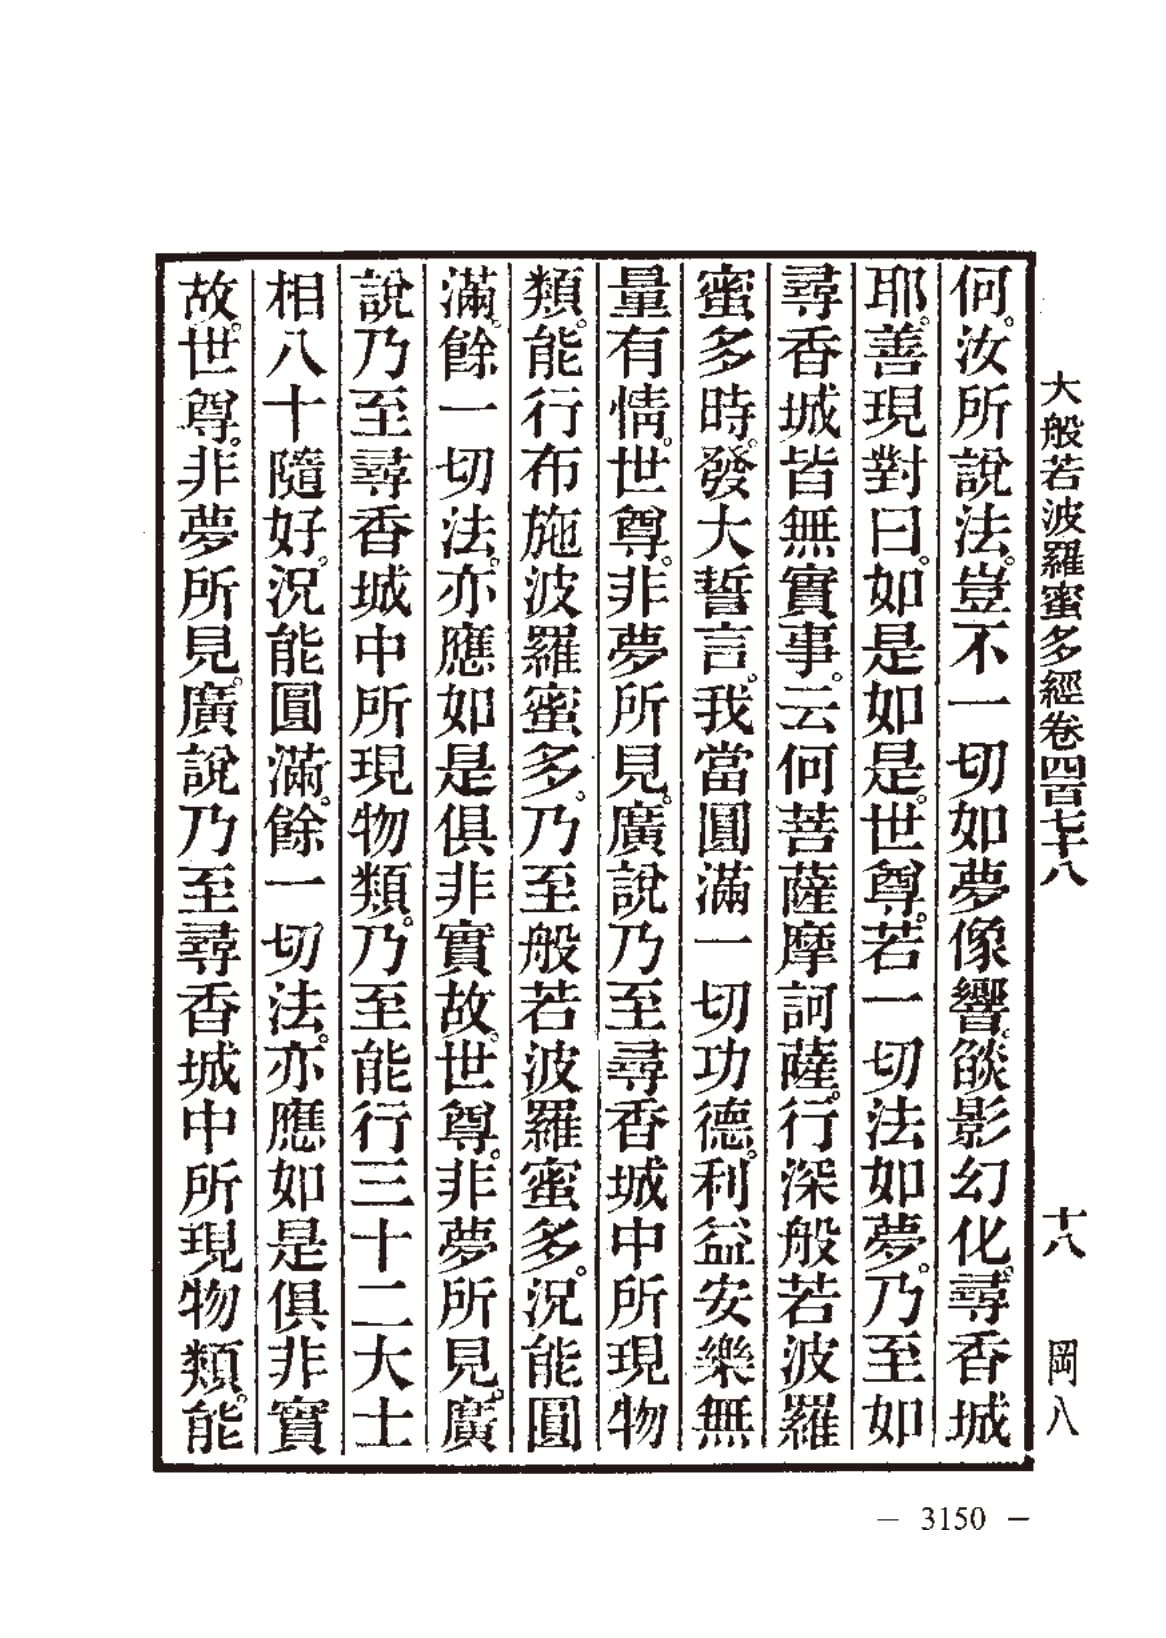 大般若波羅蜜多經卷四百七十八 十八 岡八
何。汝所說法。豈不一切如夢像響。燄影幻化。尋香城
耶。善現對曰。如是如是。世尊。若一切法如夢。乃至如
尋香城皆無實事。云何菩薩摩訶薩。行深般若波羅
蜜多時。發大誓言。我當圓滿一切功德。利益安樂無
量有情。世尊。非夢所見。廣說乃至尋香城中所現物
類。能行布施波羅蜜多。乃至般若波羅蜜多。況能圓
滿。餘一切法。亦應如是俱非實故。世尊。非夢所見。廣
說乃至尋香城中所現物類。乃至能行三十二大士
相八十隨好。況能圓滿。餘一切法。亦應如是俱非實
故。世尊。非夢所見。廣說乃至尋香城中所現物類。能
— 3150 —